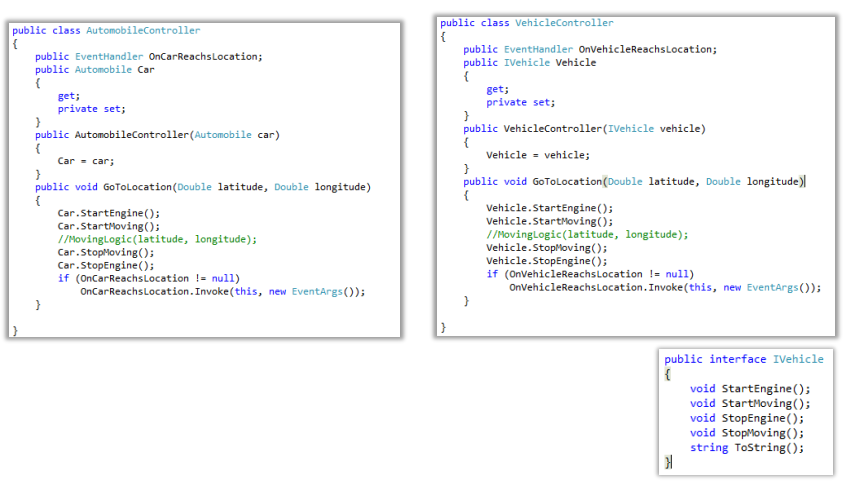 public class AutomobileController
{
    public EventHandler OnCarReachsLocation;
    public Automobile Car
    {
        get;
        private set;
    }
    public AutomobileController(Automobile car)
    {
        Car = car;
    }
    public void GoToLocation(Double latitude, Double longitude)
    {
        Car.StartEngine();
        Car.StartMoving();
        //MovingLogic(latitude, longitude);
        Car.StopMoving();
        Car.StopEngine();
        if (OnCarReachsLocation != null)
            OnCarReachsLocation.Invoke(this, new EventArgs());
    }
}
public class VehicleController
{
    public EventHandler OnVehicleReachsLocation;
    public IVehicle Vehicle
    {
        get;
        private set;
    }
    public VehicleController(IVehicle vehicle)
    {
        Vehicle = vehicle;
    }
    public void GoToLocation(Double latitude, Double longitude)
    {
        Vehicle.StartEngine();
        Vehicle.StartMoving();
        //MovingLogic(latitude, longitude);
        Vehicle.StopMoving();
        Vehicle.StopEngine();
        if (OnVehicleReachsLocation != null)
            OnVehicleReachsLocation.Invoke(this, new EventArgs());
    }
}
public interface IVehicle
{
    void StartEngine();
    void StartMoving();
    void StopEngine();
    void StopMoving();
    string ToString();
}